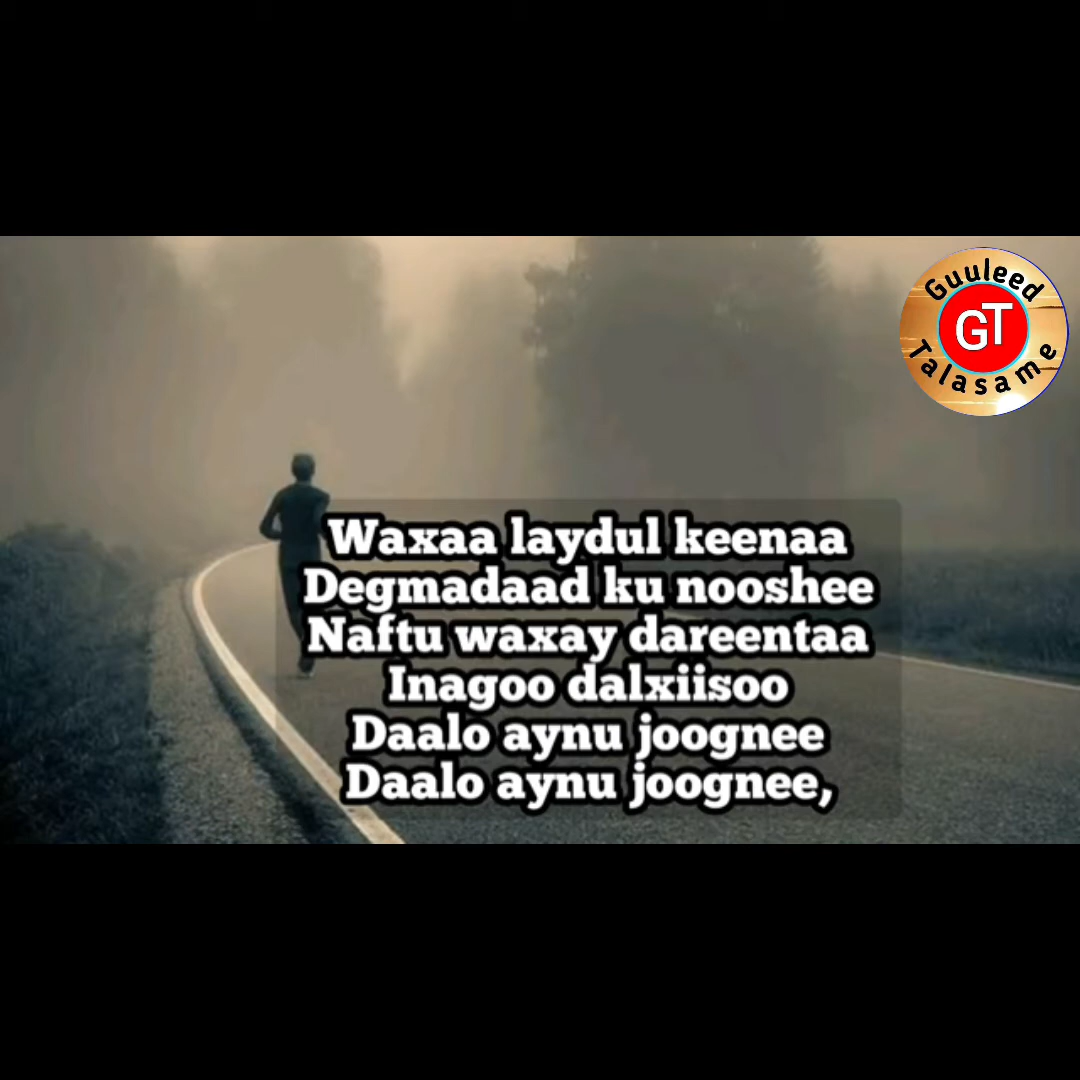 Guuleed
GT
Talasame
Waxaa laydul keenaa
Degmadaad ku nooshee
Naftu waxay dareentaa
Inagoo dalxiisoo
Daalo aynu joognee
Daalo aynu joognee,